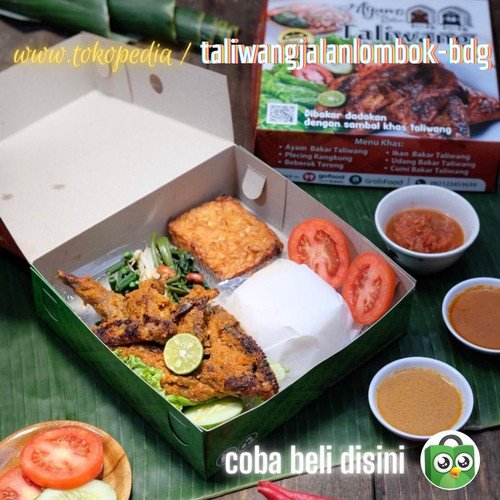 www.tokopedia / taliwangjalanlombok-bdg
Ayam
Taliwang
Dibakar dadakan
dengan sambal khas taliwang
Menu Khas:
• Ayam Bakar Taliwang
• Plecing Kangkung
• Beberok Terong
• Ikan Bakar Taliwang
• Udang Bakar Taliwang
• Cumi Bakar Taliwang
gofood
GrabFood
coba beli disini